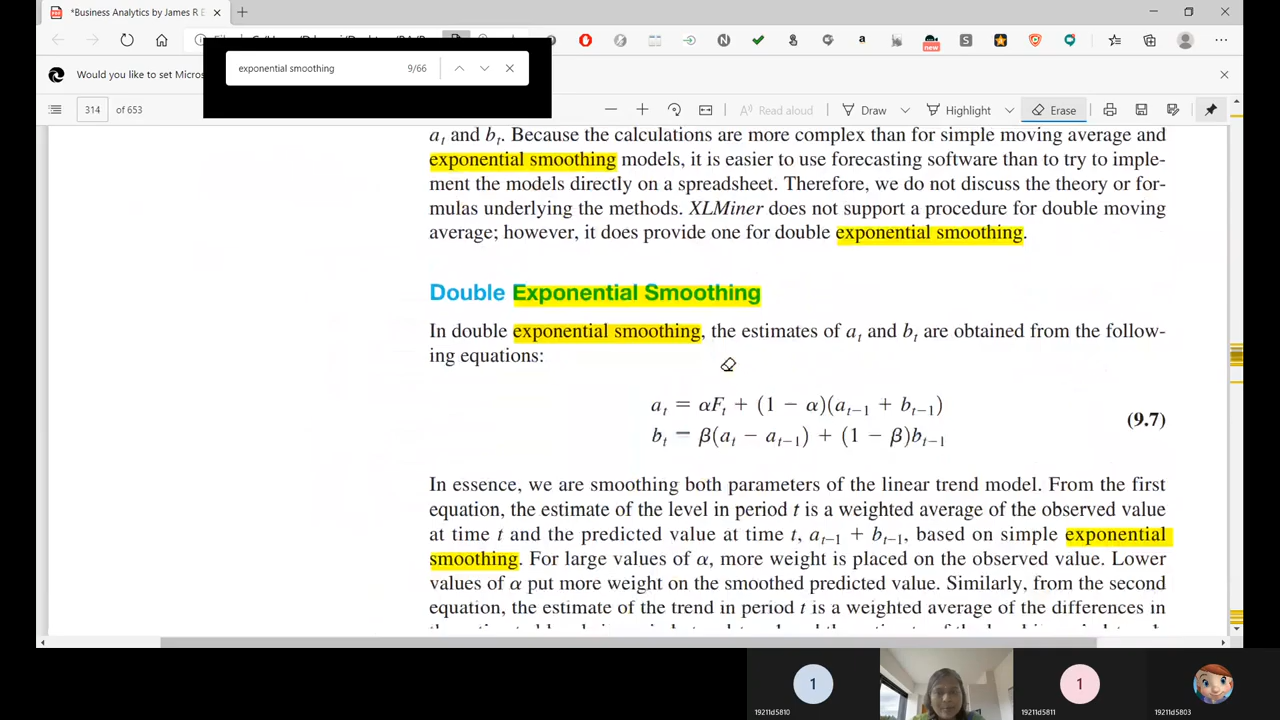 *Business Analytics by James R E
exponential smoothing 9/66
new
Would you like to set Micros
314 of 653
Read aloud
Draw
Highlight
Erase
a_t and b_t. Because the calculations are more complex than for simple moving average and
exponential smoothing models, it is easier to use forecasting software than to try to imple-
ment the models directly on a spreadsheet. Therefore, we do not discuss the theory or for-
mulas underlying the methods. XLMiner does not support a procedure for double moving
average; however, it does provide one for double exponential smoothing.
Double Exponential Smoothing
In double exponential smoothing, the estimates of a_t and b_t are obtained from the follow-
ing equations:
a_t = αF_t + (1 − α)(a_{t−1} + b_{t−1})
(9.7)
b_t = β(a_t − a_{t−1}) + (1 − β)b_{t−1}
In essence, we are smoothing both parameters of the linear trend model. From the first
equation, the estimate of the level in period t is a weighted average of the observed value
at time t and the predicted value at time t, a_{t−1} + b_{t−1}, based on simple exponential
smoothing. For large values of α, more weight is placed on the observed value. Lower
values of α put more weight on the smoothed predicted value. Similarly, from the second
equation, the estimate of the trend in period t is a weighted average of the differences in
1
1
19211d5810
19211d5811
19211d5803